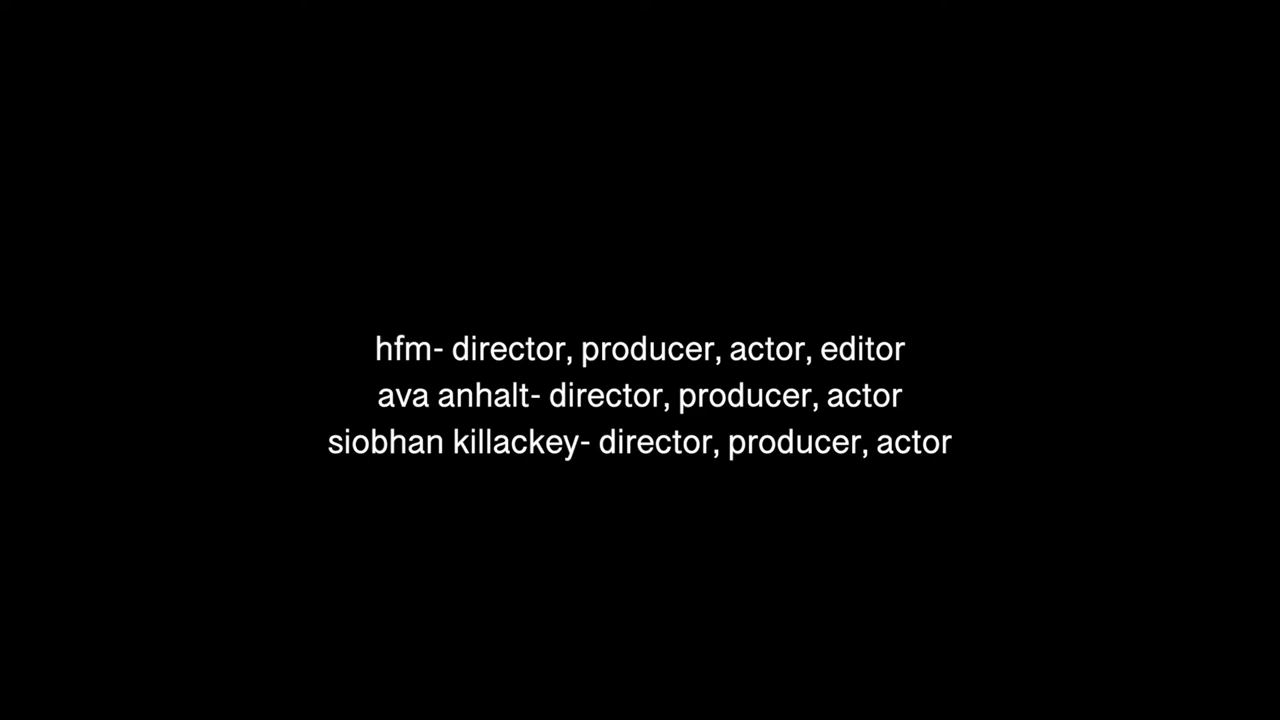 hfm- director, producer, actor, editor
ava anhalt- director, producer, actor
siobhan killackey- director, producer, actor